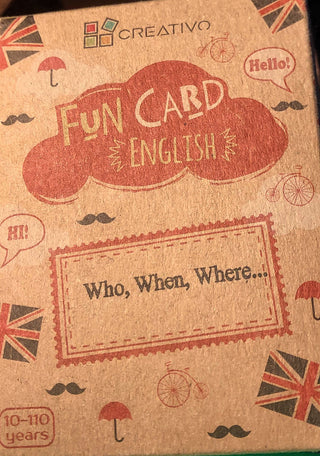 CREATIVO
Hello!
FUN CARD
ENGLISH
HI!
Who, When, Where...
10-110
years